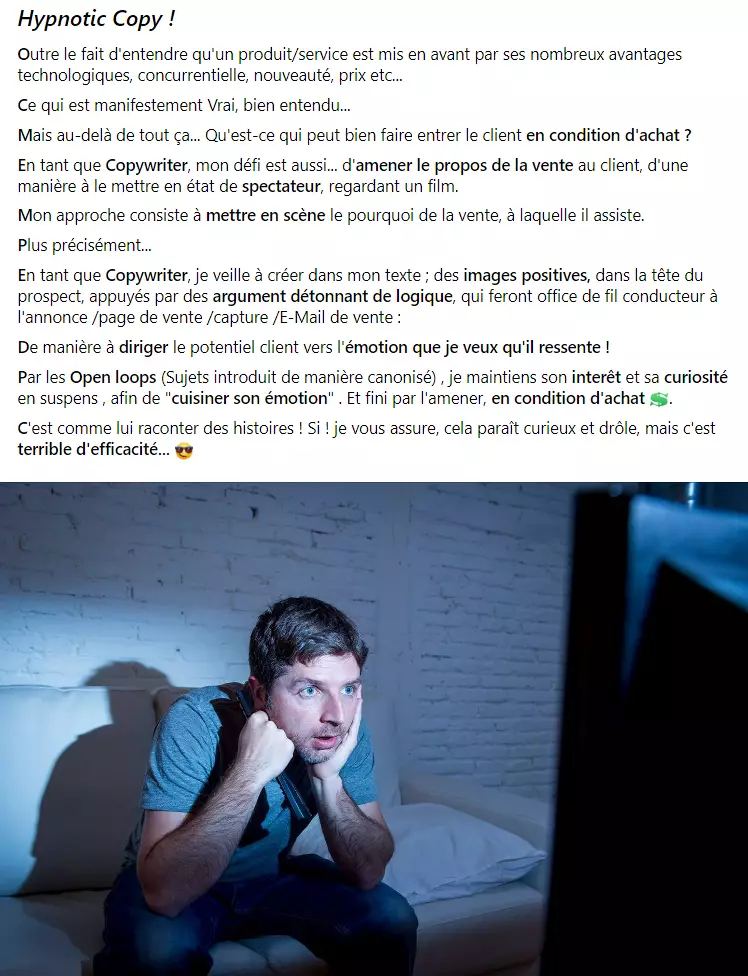 Hypnotic Copy !
Outre le fait d'entendre qu'un produit/service est mis en avant par ses nombreux avantages
technologiques, concurrentielle, nouveauté, prix etc...
Ce qui est manifestement Vrai, bien entendu...
Mais au-delà de tout ça... Qu'est-ce qui peut bien faire entrer le client en condition d'achat ?
En tant que Copywriter, mon défi est aussi... d'amener le propos de la vente au client, d'une
manière à le mettre en état de spectateur, regardant un film.
Mon approche consiste à mettre en scène le pourquoi de la vente, à laquelle il assiste.
Plus précisément...
En tant que Copywriter, je veille à créer dans mon texte ; des images positives, dans la tête du
prospect, appuyés par des argument détonnant de logique, qui feront office de fil conducteur à
l'annonce /page de vente /capture /E-Mail de vente :
De manière à diriger le potentiel client vers l'émotion que je veux qu'il ressente !
Par les Open loops (Sujets introduit de manière canonisé) , je maintiens son interêt et sa curiosité
en suspens , afin de "cuisiner son émotion" . Et fini par l'amener, en condition d'achat 💲.
C'est comme lui raconter des histoires ! Si ! je vous assure, cela paraît curieux et drôle, mais c'est
terrible d'efficacité... 😎